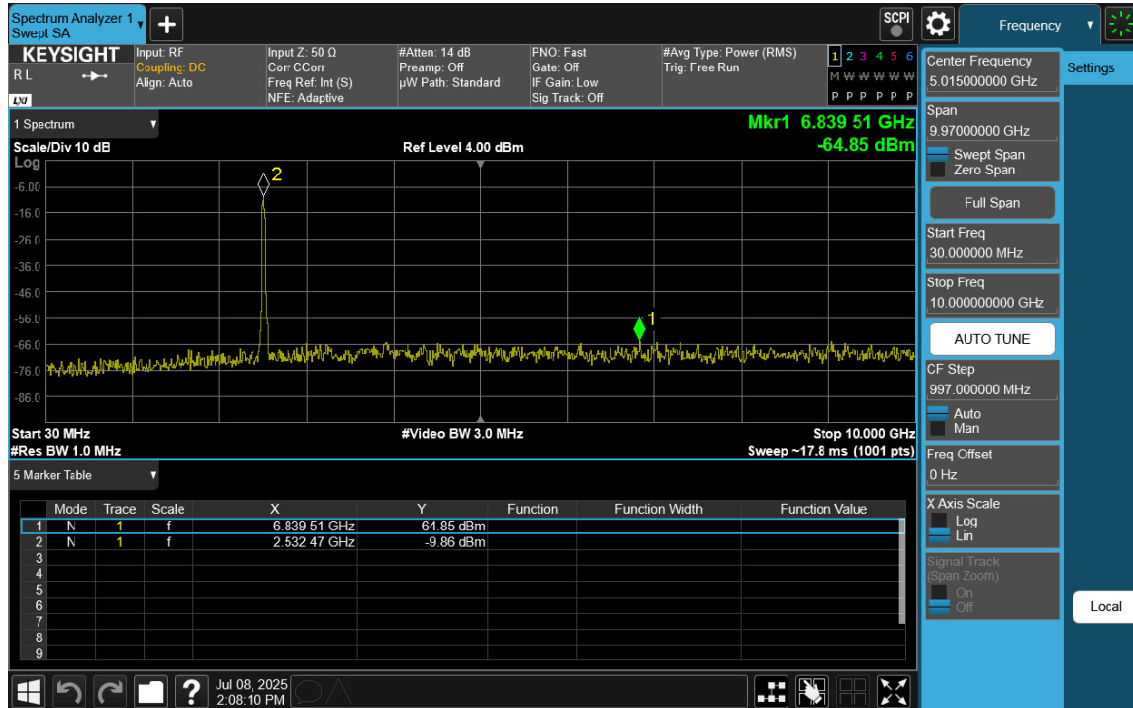 Spectrum Analyzer 1
Swept SA
SCPI
Frequency
KEYSIGHT
R L
LXI
Input: RF
Coupling: DC
Align: Auto
Input Z: 50 Ω
Corr CCorr
Freq Ref: Int (S)
NFE: Adaptive
#Atten: 14 dB
Preamp: Off
µW Path: Standard
PNO: Fast
Gate: Off
IF Gain: Low
Sig Track: Off
#Avg Type: Power (RMS)
Trig: Free Run
1 2 3 4 5 6
M W W W W W
P P P P P P
1 Spectrum
Scale/Div 10 dB
Ref Level 4.00 dBm
Mkr1 6.839 51 GHz
-64.85 dBm
Log
-6.00
-16.0
-26.0
-36.0
-46.0
-56.0
-66.0
-76.0
-86.0
2
1
Start 30 MHz
#Video BW 3.0 MHz
Stop 10.000 GHz
#Res BW 1.0 MHz
Sweep ~17.8 ms (1001 pts)
5 Marker Table
Mode Trace Scale X Y Function Function Width Function Value
1 N 1 f 6.839 51 GHz 64.85 dBm
2 N 1 f 2.532 47 GHz -9.86 dBm
3
4
5
6
7
8
9
?
Jul 08, 2025
2:08:10 PM
Center Frequency
5.015000000 GHz
Span
9.97000000 GHz
Swept Span
Zero Span
Full Span
Start Freq
30.000000 MHz
Stop Freq
10.000000000 GHz
AUTO TUNE
CF Step
997.000000 MHz
Auto
Man
Freq Offset
0 Hz
X Axis Scale
Log
Lin
Signal Track
(Span Zoom)
On
Off
Settings
Local